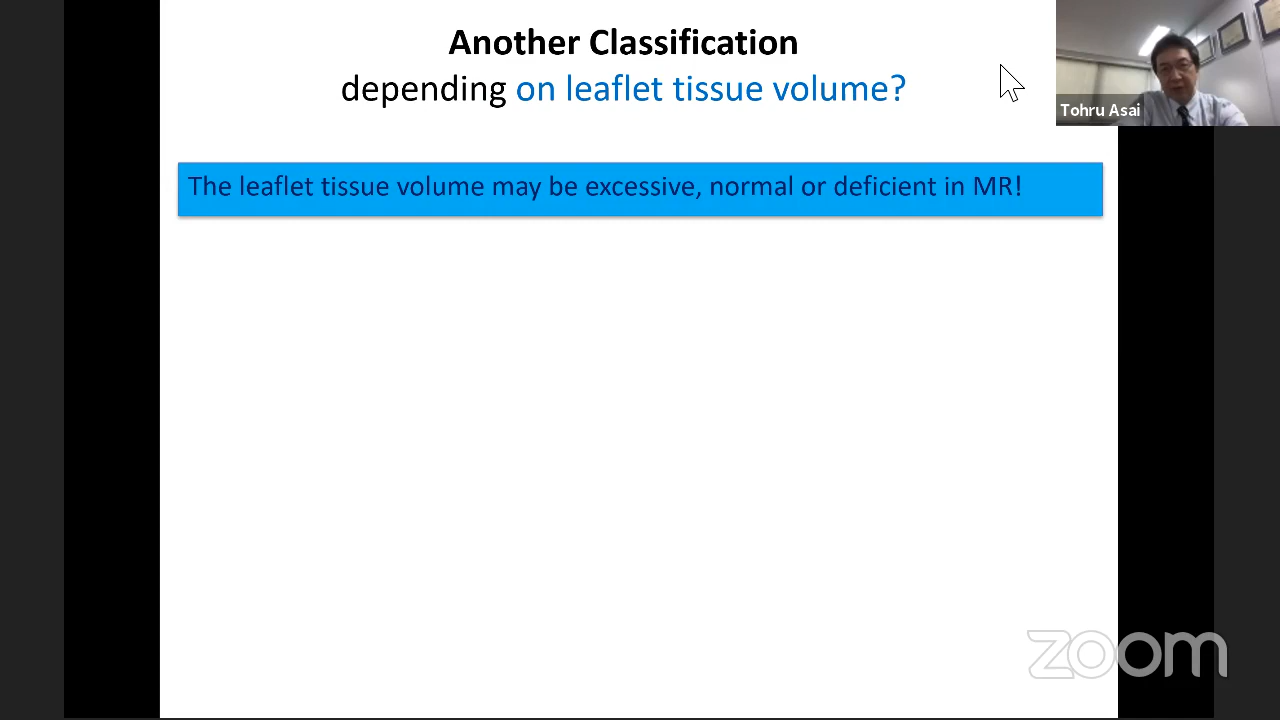 Another Classification
depending on leaflet tissue volume?
Tohru Asai
The leaflet tissue volume may be excessive, normal or deficient in MR!
zoom